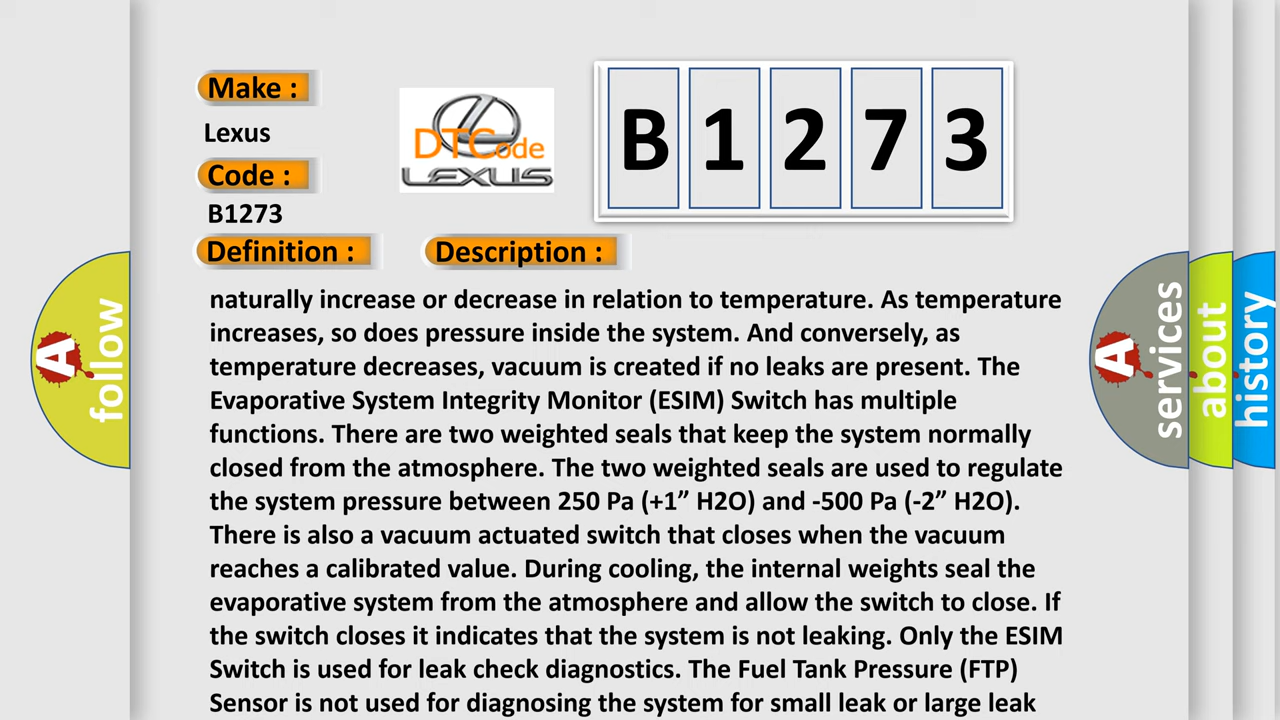 Make :
Lexus
Code :
B1273
DTCode
LEXUS
B 1 2 7 3
Definition :
Description :
naturally increase or decrease in relation to temperature. As temperature
increases, so does pressure inside the system. And conversely, as
temperature decreases, vacuum is created if no leaks are present. The
Evaporative System Integrity Monitor (ESIM) Switch has multiple
functions. There are two weighted seals that keep the system normally
closed from the atmosphere. The two weighted seals are used to regulate
the system pressure between 250 Pa (+1” H2O) and -500 Pa (-2” H2O).
There is also a vacuum actuated switch that closes when the vacuum
reaches a calibrated value. During cooling, the internal weights seal the
evaporative system from the atmosphere and allow the switch to close. If
the switch closes it indicates that the system is not leaking. Only the ESIM
Switch is used for leak check diagnostics. The Fuel Tank Pressure (FTP)
Sensor is not used for diagnosing the system for small leak or large leak
A
follow
A
services
about
history